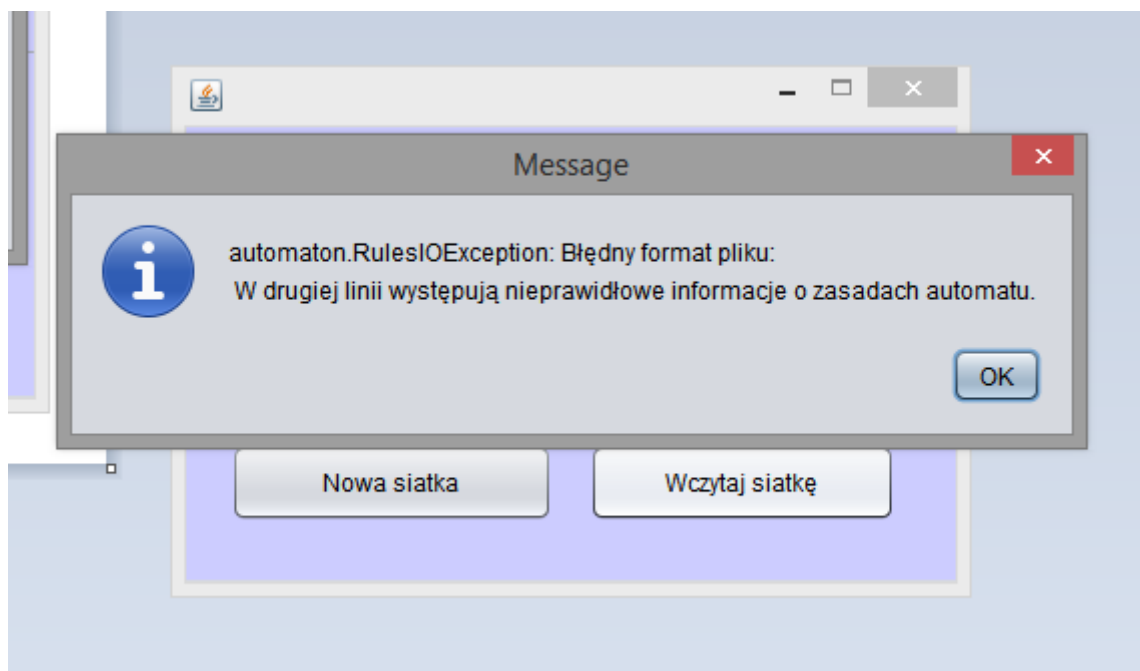 Message
automaton.RulesIOException: Błędny format pliku:
W drugiej linii występują nieprawidłowe informacje o zasadach automatu.
OK
Nowa siatka
Wczytaj siatkę